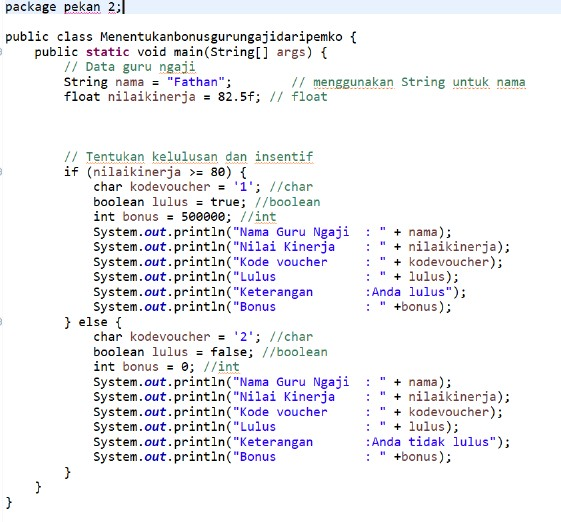 package pekan 2;
public class Menentukanbonusgurungajidaripemko {
public static void main(String[] args) {
// Data guru ngaji
String nama = "Fathan";        // menggunakan String untuk nama
float nilaikinerja = 82.5f; // float
// Tentukan kelulusan dan insentif
if (nilaikinerja >= 80) {
char kodevoucher = '1'; //char
boolean lulus = true; //boolean
int bonus = 500000; //int
System.out.println("Nama Guru Ngaji  : " + nama);
System.out.println("Nilai Kinerja    : " + nilaikinerja);
System.out.println("Kode voucher     : " + kodevoucher);
System.out.println("Lulus            : " + lulus);
System.out.println("Keterangan       :Anda lulus");
System.out.println("Bonus            : " +bonus);
} else {
char kodevoucher = '2'; //char
boolean lulus = false; //boolean
int bonus = 0; //int
System.out.println("Nama Guru Ngaji  : " + nama);
System.out.println("Nilai Kinerja    : " + nilaikinerja);
System.out.println("Kode voucher     : " + kodevoucher);
System.out.println("Lulus            : " + lulus);
System.out.println("Keterangan       :Anda tidak lulus");
System.out.println("Bonus            : " +bonus);
}
}
}